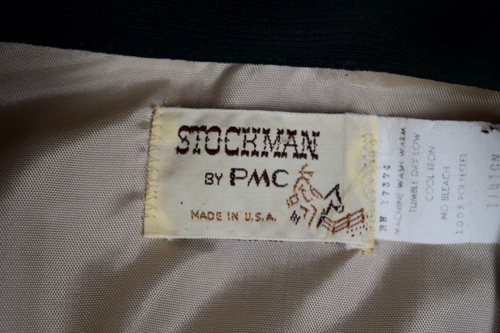 STOCKMAN
BY PMC
MADE IN U.S.A.
RN 17374
MACHINE WASH WARM
TUMBLE DRY LOW
COOL IRON
NO BLEACH
100% POLYESTER